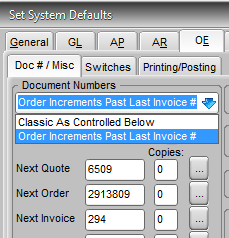 Set System Defaults
General GL AP AR OE
Doc # / Misc Switches Printing/Posting
Document Numbers
Order Increments Past Last Invoice #
Classic As Controlled Below
Order Increments Past Last Invoice #
Copies:
Next Quote 6509 0 ...
Next Order 2913809 0 ...
Next Invoice 294 0 ...